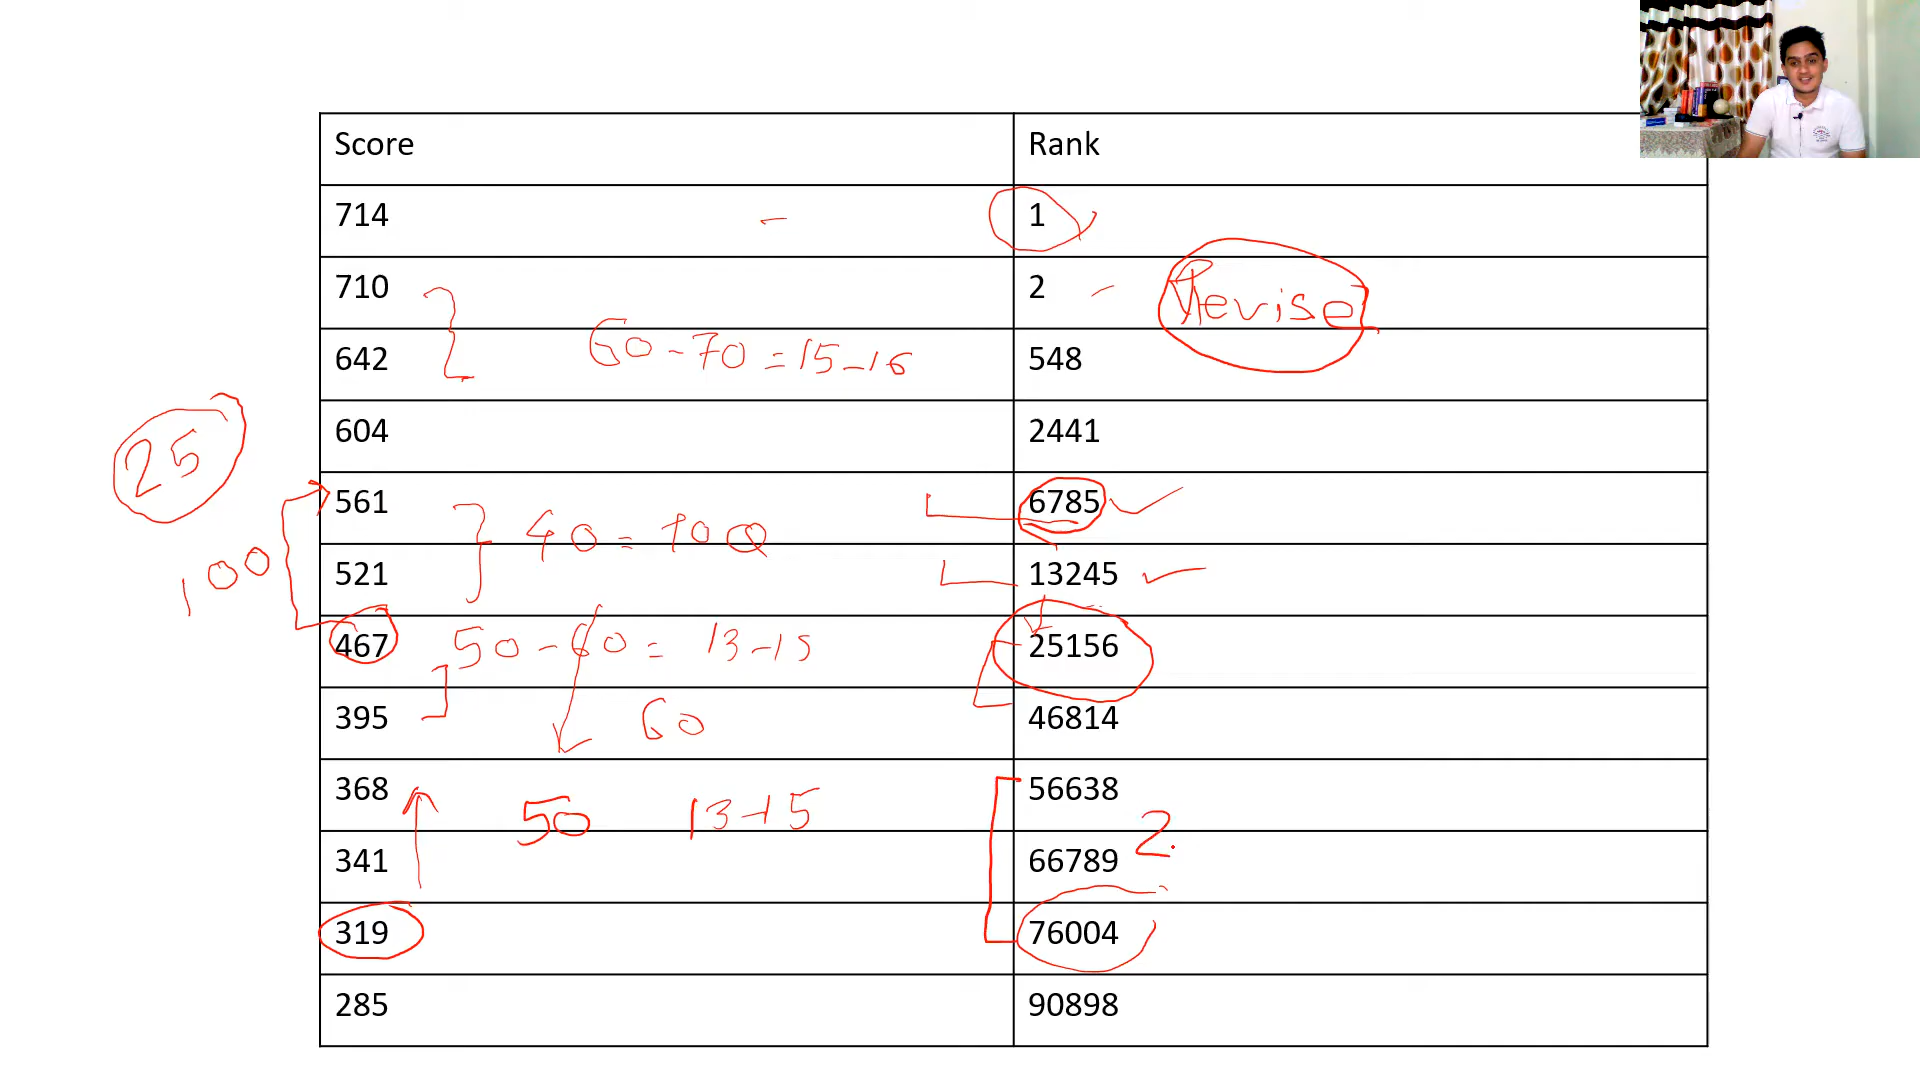 Score Rank
714 - 1
710 2 - Revise
642 60-70 = 15-16 548
604 2441
25
561 6785
40 = 10Q
521 13245
100
467 50-60 = 13-15 25156
395 60 46814
368 56638
50 13-15
341 66789 2.
319 76004
285 90898